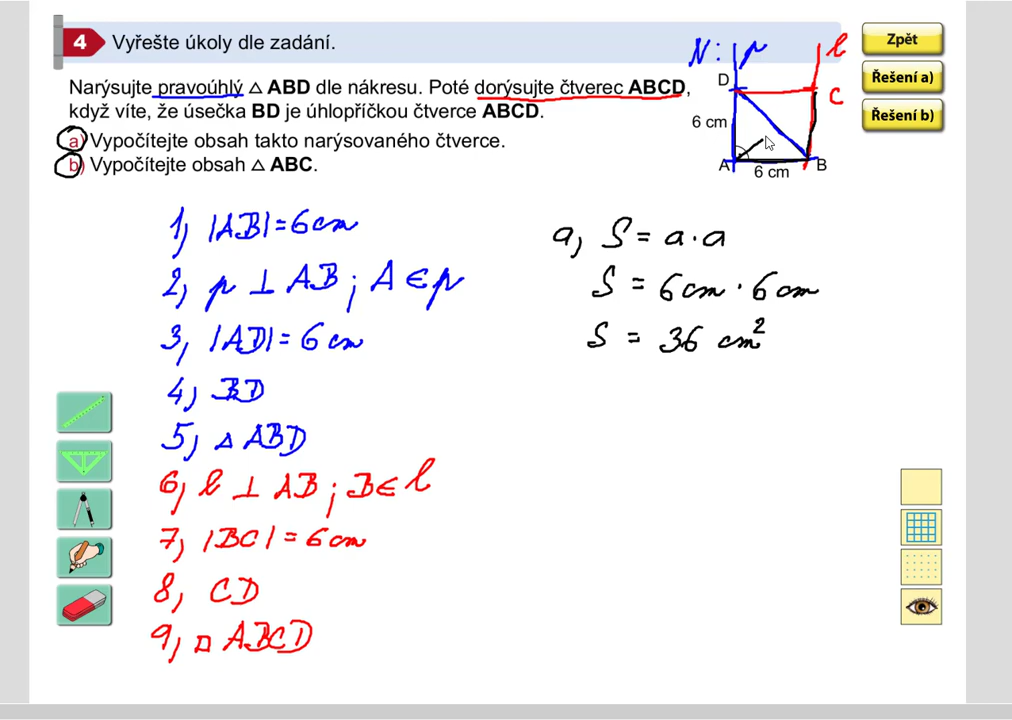 4 Vyřešte úkoly dle zadání.
Narýsujte pravoúhlý △ ABD dle nákresu. Poté dorýsujte čtverec ABCD,
když víte, že úsečka BD je úhlopříčkou čtverce ABCD.
a) Vypočítejte obsah takto narýsovaného čtverce.
b) Vypočítejte obsah △ ABC.
N: p l
D C
6 cm
A B
6 cm
Zpět
Řešení a)
Řešení b)
1, |AB| = 6 cm
2, p ⊥ AB ; A ∈ p
3, |AD| = 6 cm
4, BD
5, △ ABD
6, l ⊥ AB ; B ∈ l
7, |BC| = 6 cm
8, CD
9, □ ABCD
a, S = a · a
S = 6 cm · 6 cm
S = 36 cm²